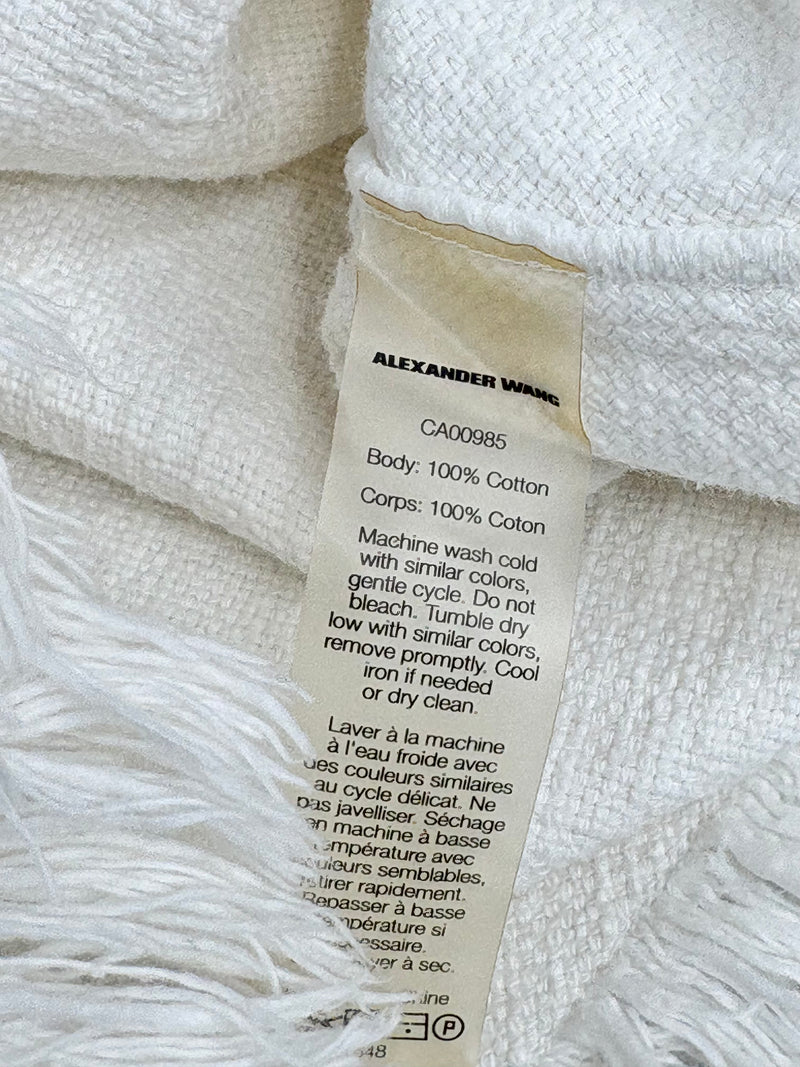 ALEXANDER WANG
CA00985
Body: 100% Cotton
Corps: 100% Coton
Machine wash cold
with similar colors,
gentle cycle. Do not
bleach. Tumble dry
low with similar colors,
remove promptly. Cool
iron if needed
or dry clean.
Laver à la machine
à l'eau froide avec
des couleurs similaires
au cycle délicat. Ne
pas javelliser. Séchage
en machine à basse
température avec
couleurs semblables,
retirer rapidement.
Repasser à basse
température si
nécessaire.
à sec.
P